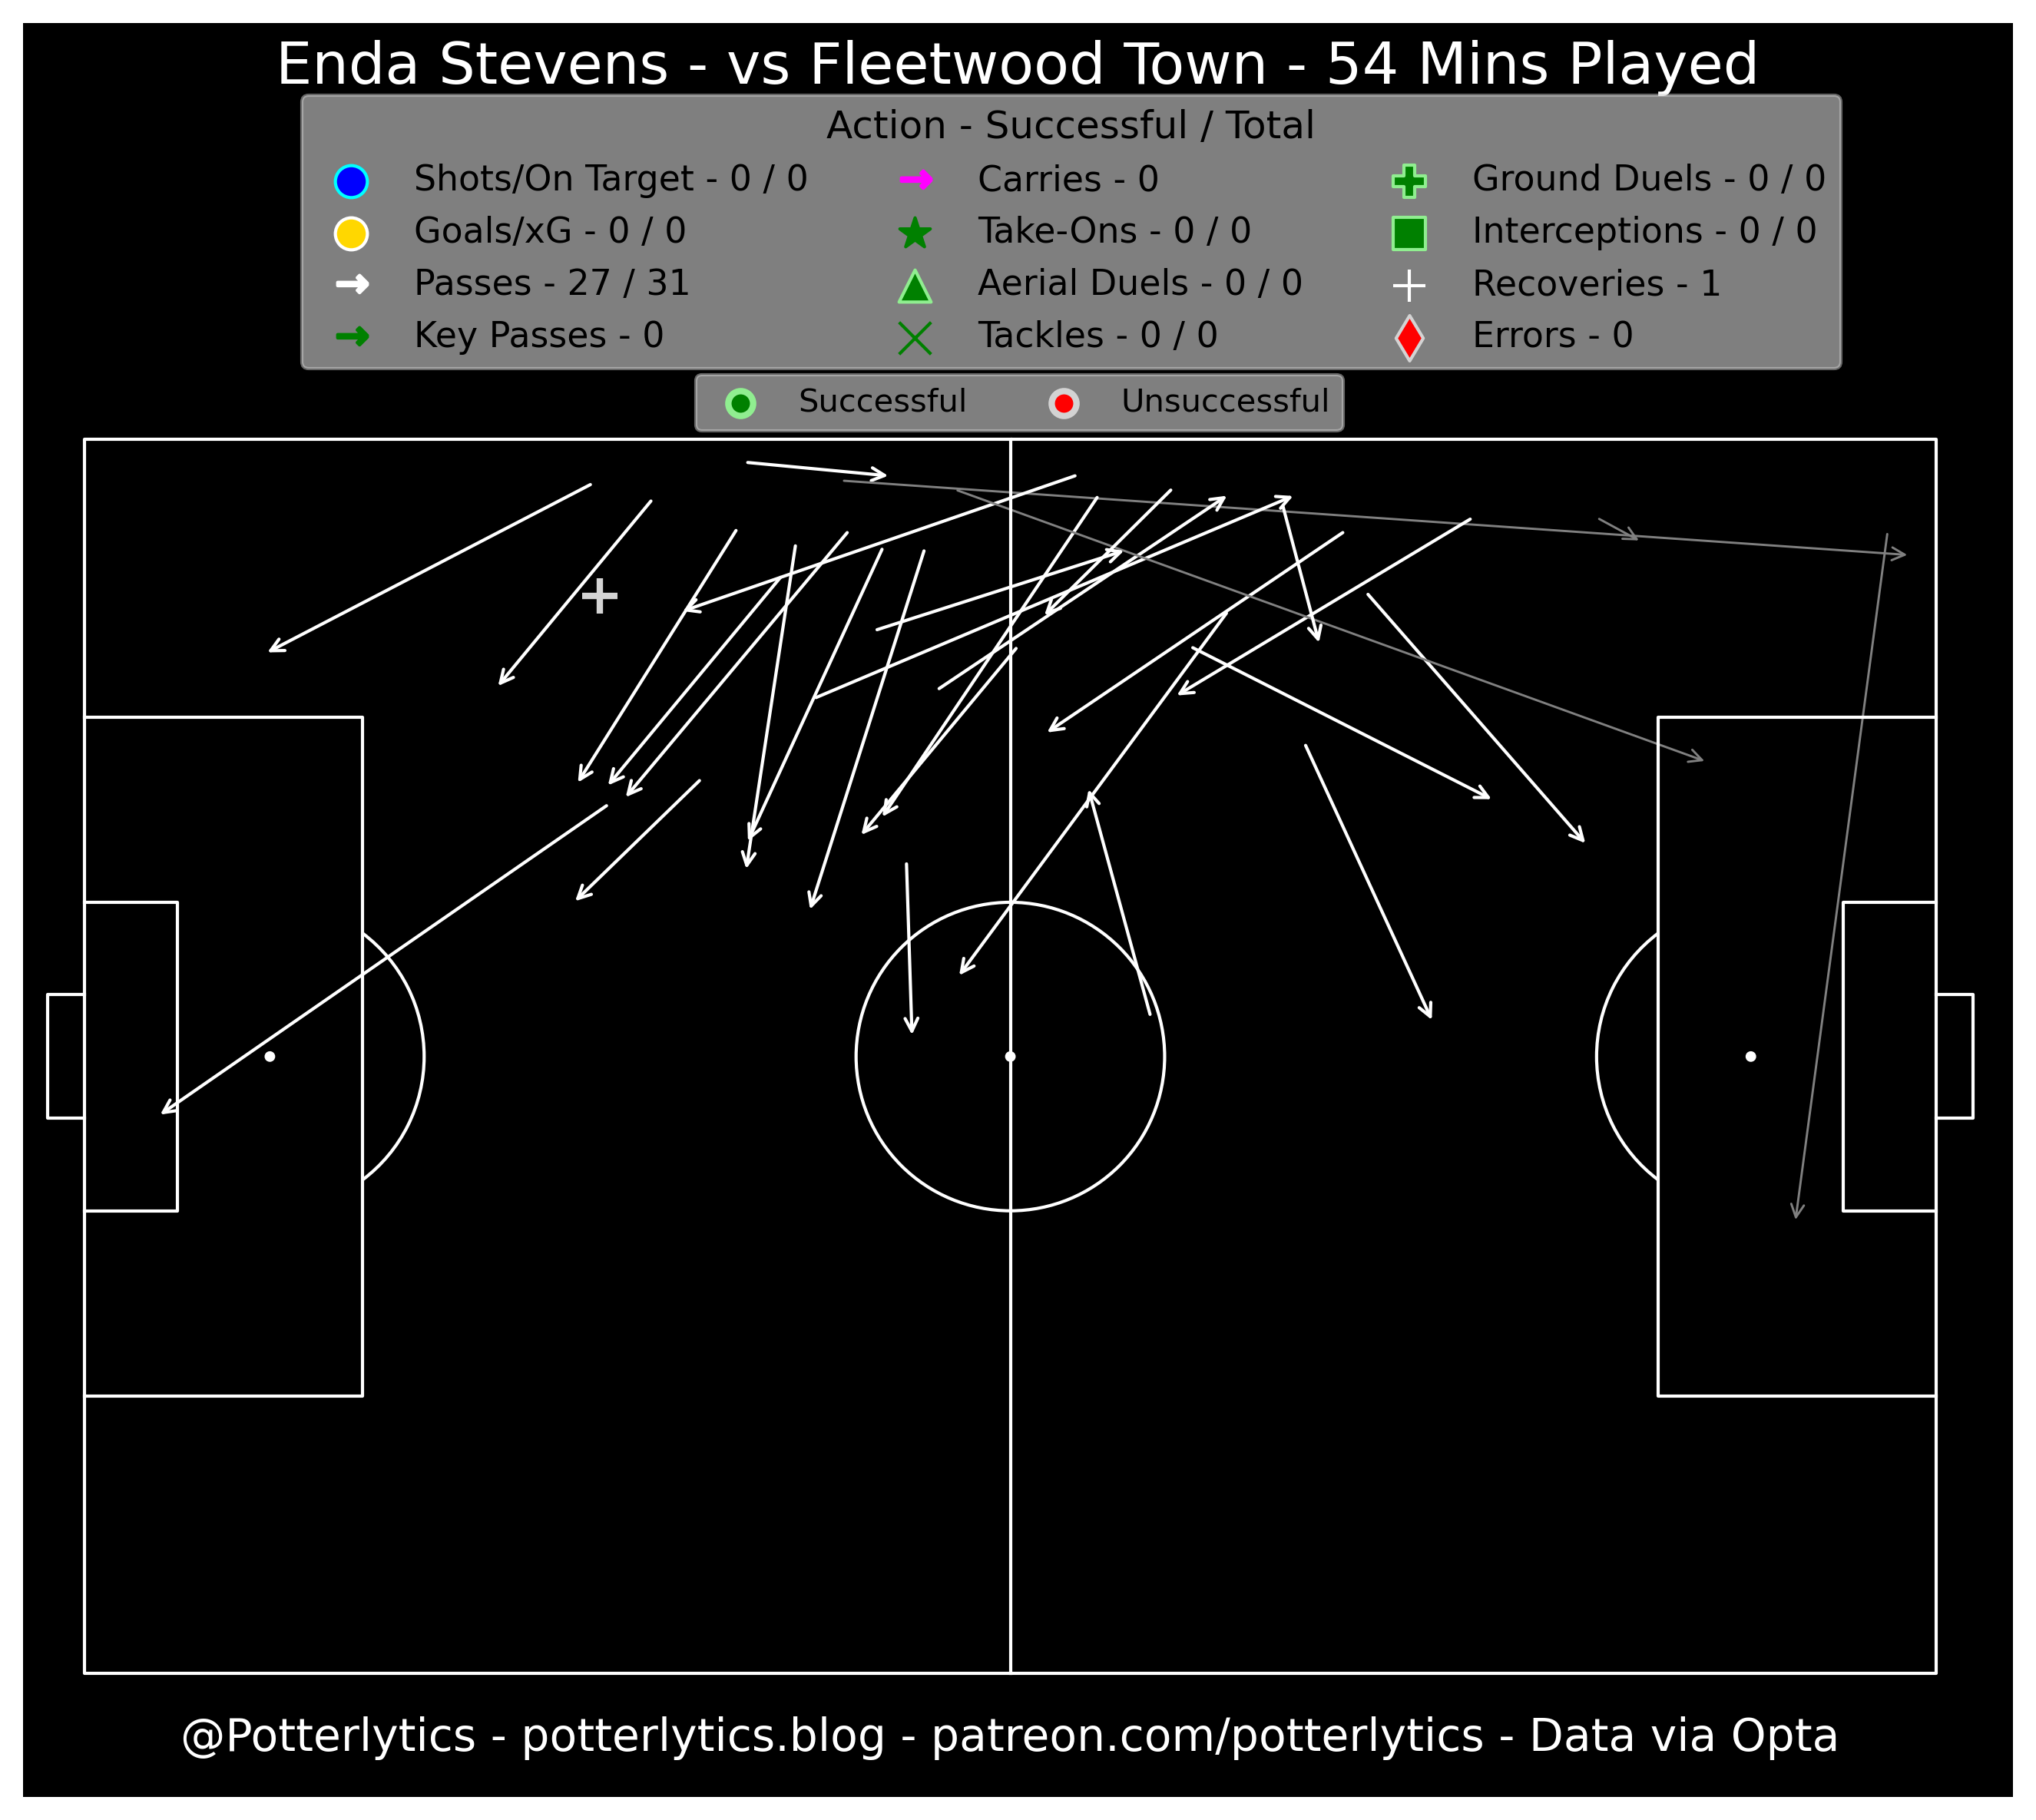 Enda Stevens - vs Fleetwood Town - 54 Mins Played
Action - Successful / Total
Shots/On Target - 0 / 0
Goals/xG - 0 / 0
Passes - 27 / 31
Key Passes - 0
Carries - 0
Take-Ons - 0 / 0
Aerial Duels - 0 / 0
Tackles - 0 / 0
Ground Duels - 0 / 0
Interceptions - 0 / 0
Recoveries - 1
Errors - 0
Successful
Unsuccessful
@Potterlytics - potterlytics.blog - patreon.com/potterlytics - Data via Opta